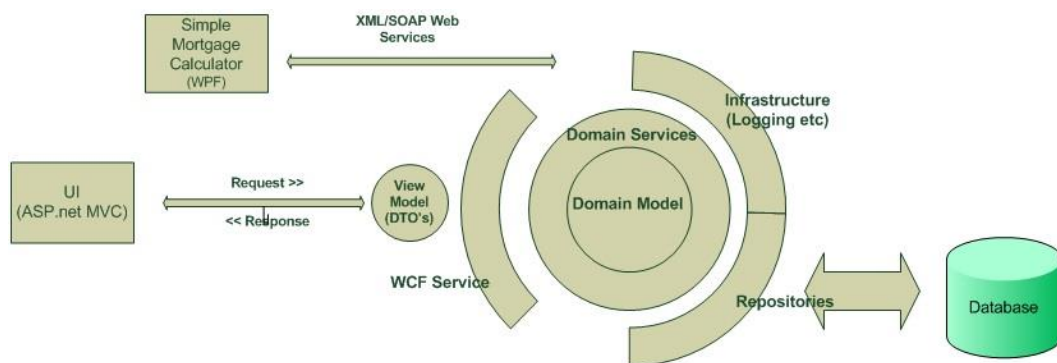 Simple
Mortgage
Calculator
(WPF)
XML/SOAP Web
Services
Infrastructure
(Logging etc)
Domain Services
Domain Model
UI
(ASP.net MVC)
Request >>
<< Response
View
Model
(DTO's)
WCF Service
Repositories
Database